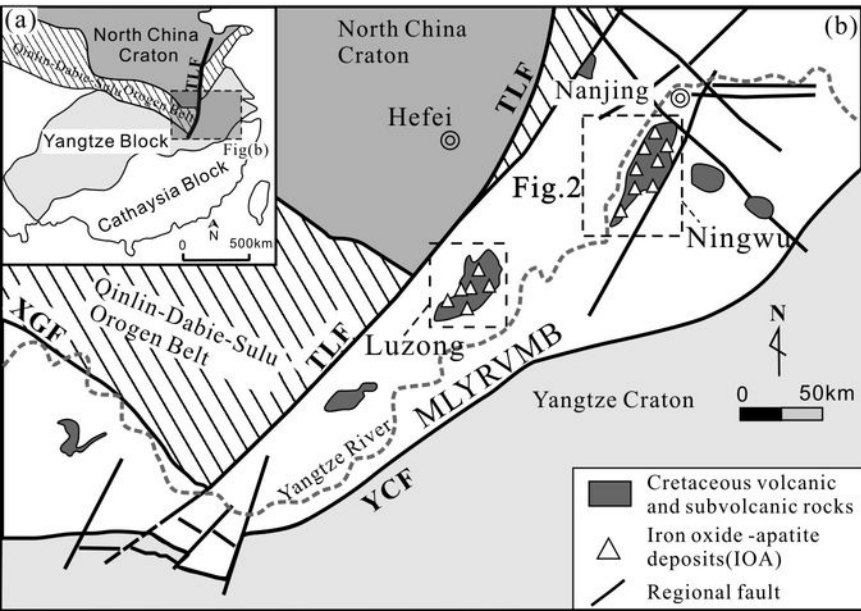 (a)
North China
Craton
Qinlin-Dabie-Sulu Orogen Belt
TLF
Yangtze Block
Fig(b)
Cathaysia Block
N
0 500km
(b)
North China
Craton
TLF
Nanjing
Hefei
Fig.2
Ningwu
Qinlin-Dabie-Sulu
Orogen Belt
XGF
TLF
Luzong
MLYRVMB
N
0 50km
Yangtze Craton
Yangtze River
YCF
Cretaceous volcanic
and subvolcanic rocks
Iron oxide -apatite
deposits(IOA)
Regional fault